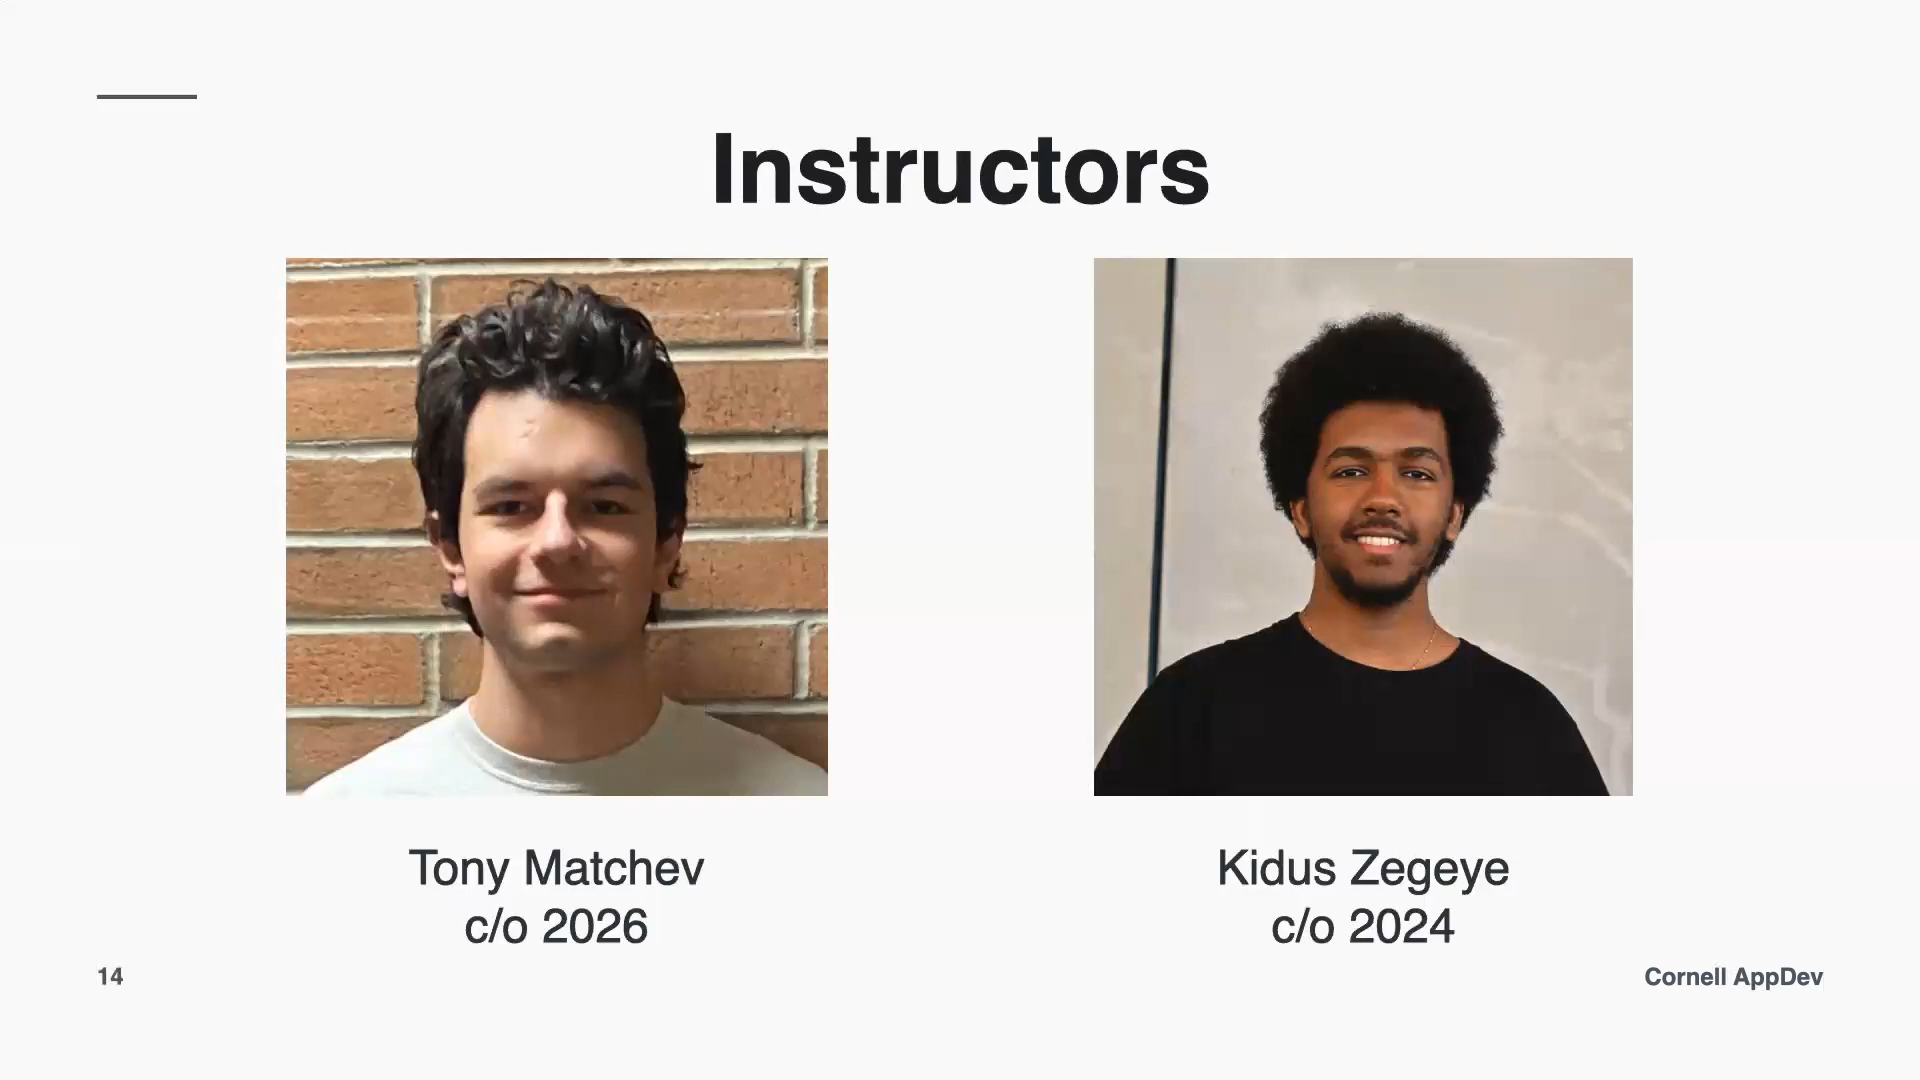 Instructors
Tony Matchev
c/o 2026
Kidus Zegeye
c/o 2024
14
Cornell AppDev